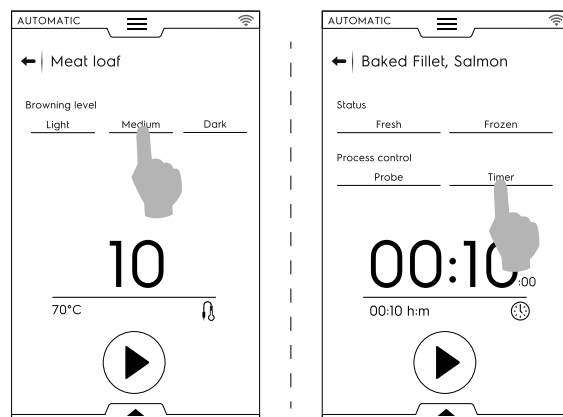 AUTOMATIC
Meat loaf
Browning level
Light Medium Dark
10
70°C
AUTOMATIC
Baked Fillet, Salmon
Status
Fresh Frozen
Process control
Probe Timer
00:10:00
00:10 h:m